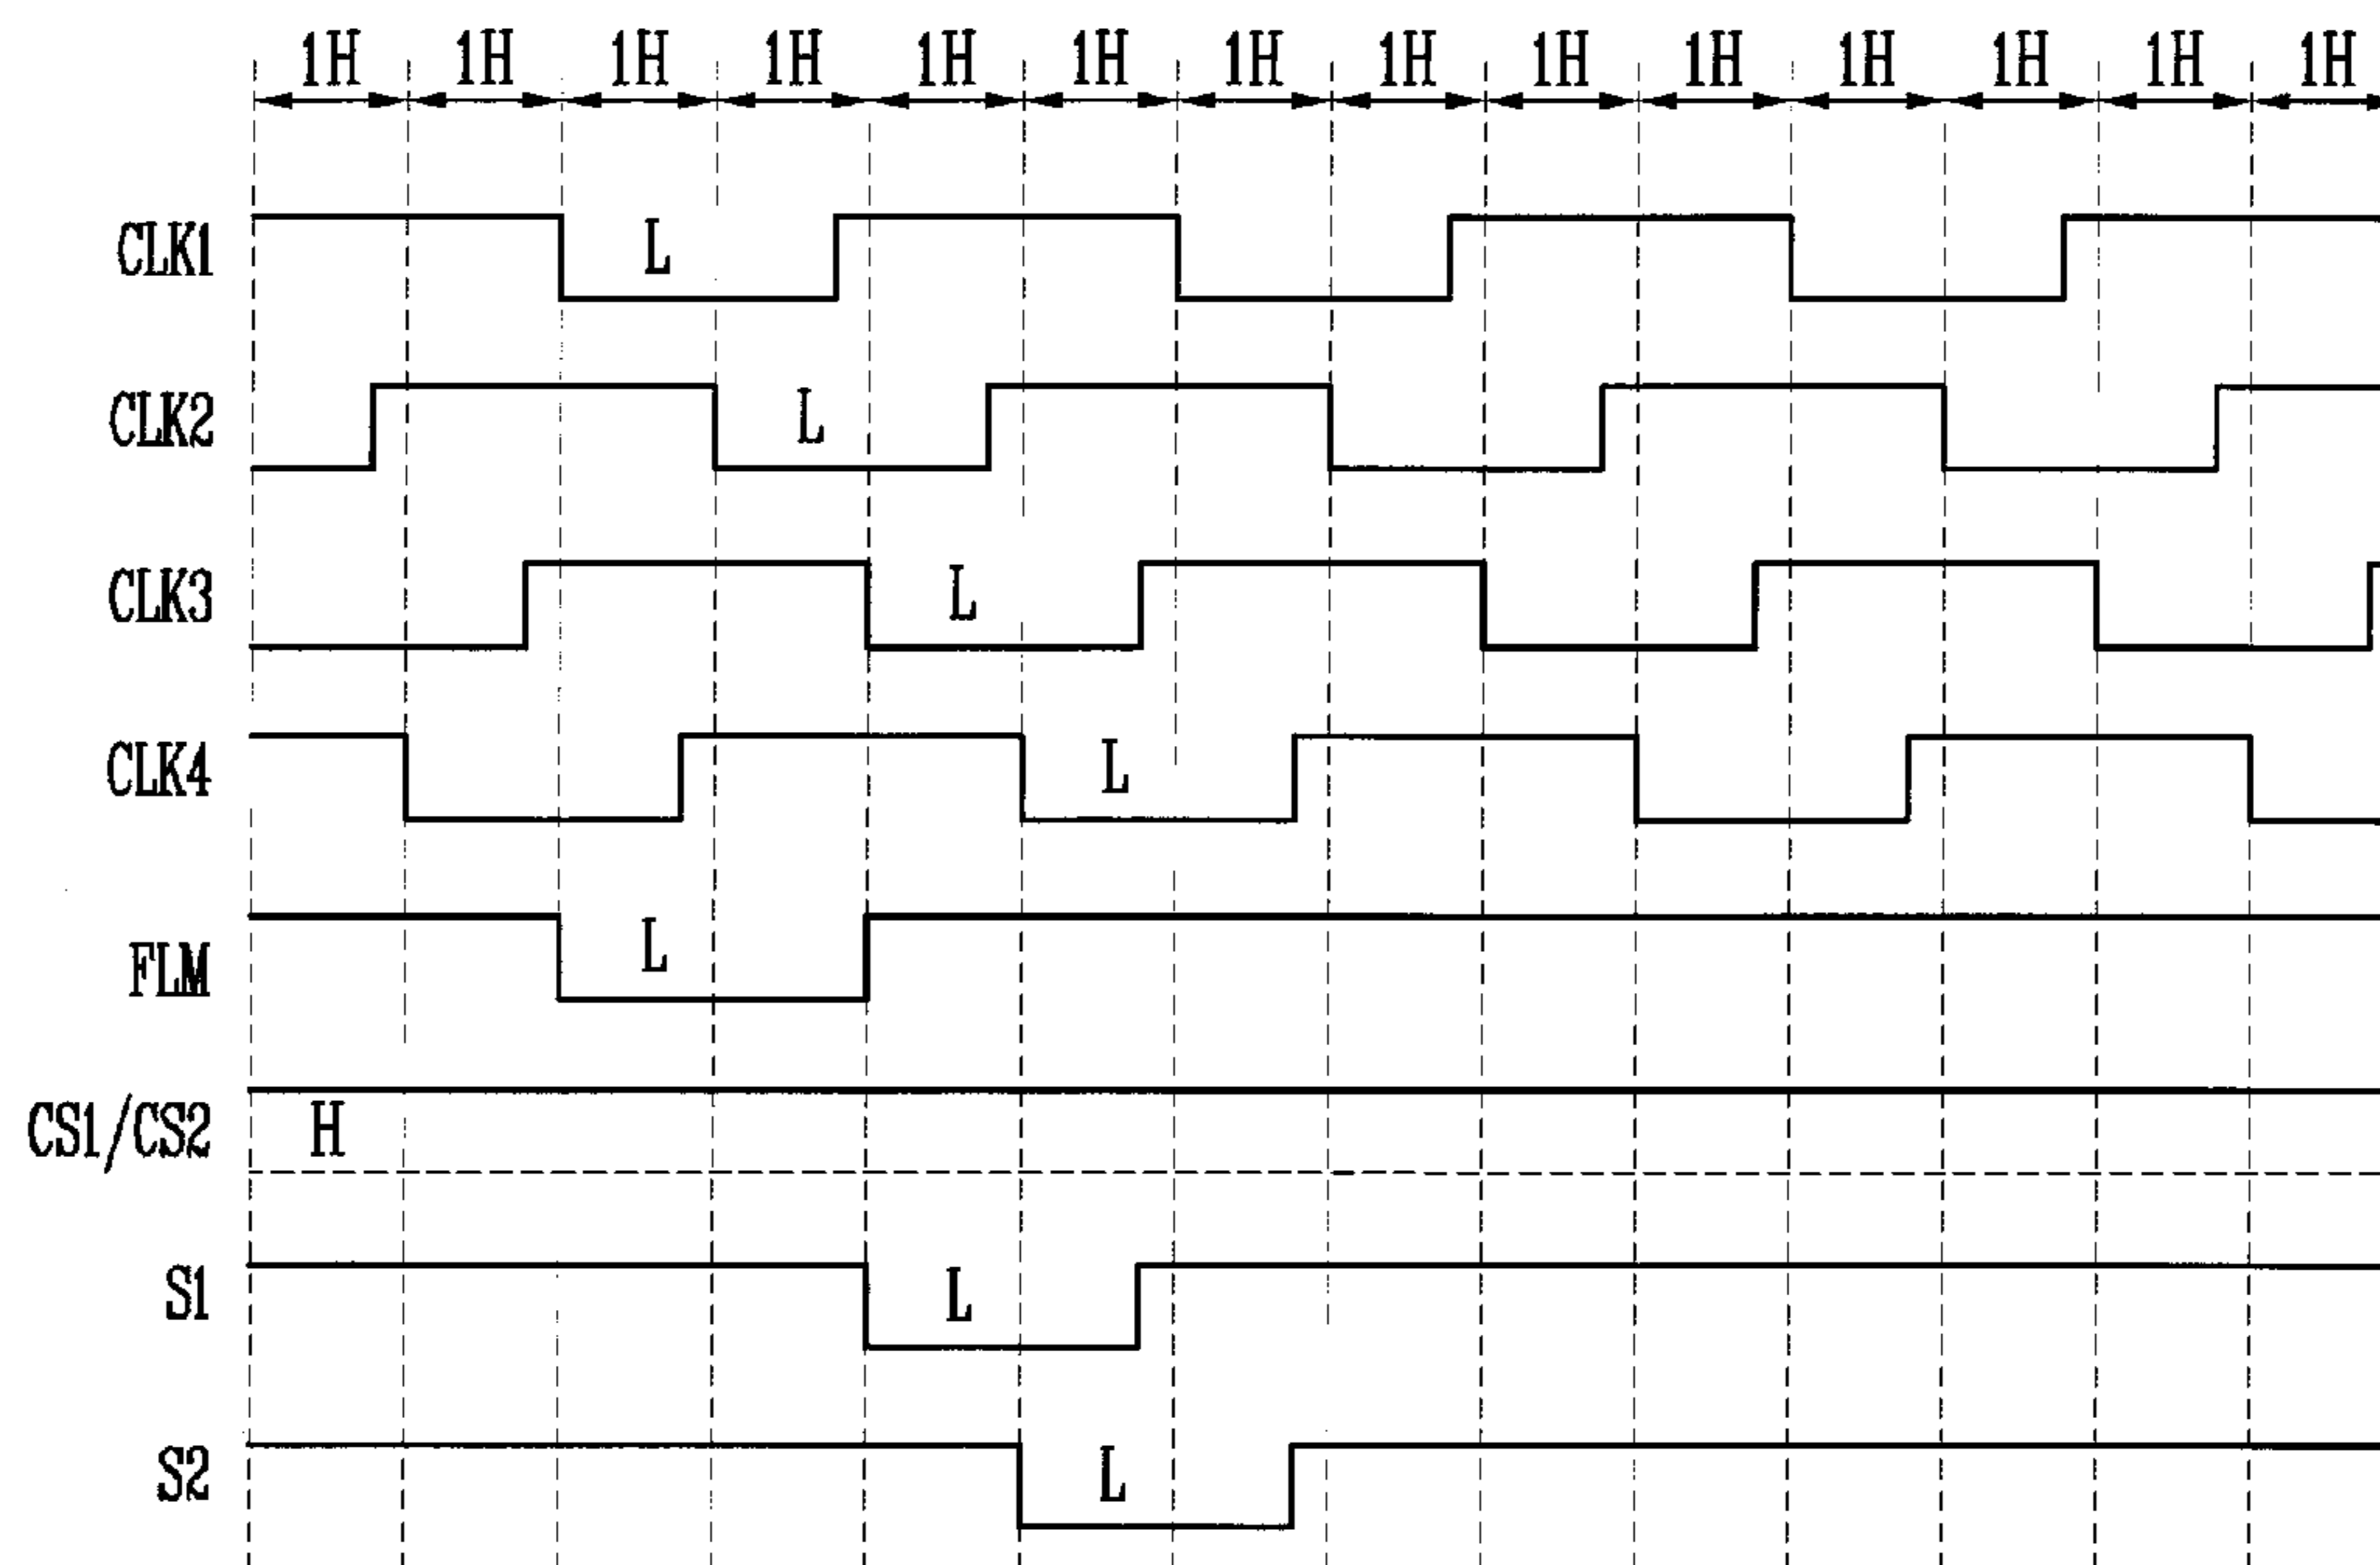 1H 1H 1H 1H 1H 1H 1H 1H 1H 1H 1H 1H 1H 1H
CLK1 L
CLK2 L
CLK3 L
CLK4 L
FLM L
CS1/CS2 H
S1 L
S2 L